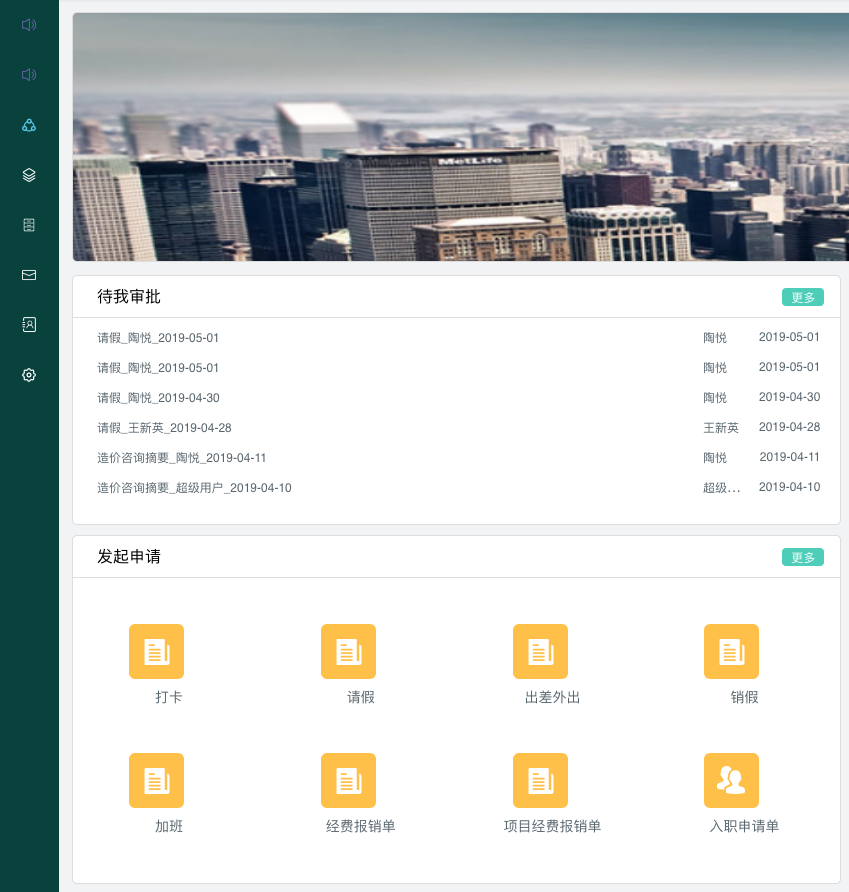 MetLife
待我审批 更多
请假_陶悦_2019-05-01 陶悦 2019-05-01
请假_陶悦_2019-05-01 陶悦 2019-05-01
请假_陶悦_2019-04-30 陶悦 2019-04-30
请假_王新英_2019-04-28 王新英 2019-04-28
造价咨询摘要_陶悦_2019-04-11 陶悦 2019-04-11
造价咨询摘要_超级用户_2019-04-10 超级... 2019-04-10
发起申请 更多
打卡 请假 出差外出 销假
加班 经费报销单 项目经费报销单 入职申请单